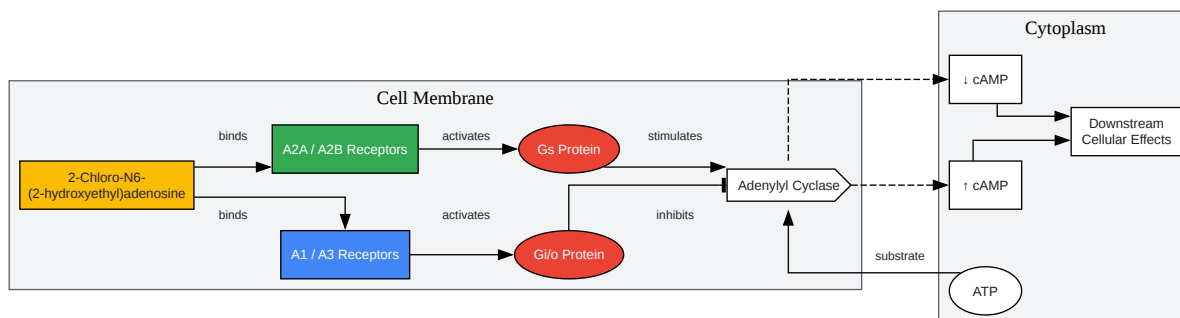 Cytoplasm
Cell Membrane
↓ cAMP
Downstream
Cellular Effects
binds
A2A / A2B Receptors
activates
Gs Protein
stimulates
2-Chloro-N6-
(2-hydroxyethyl)adenosine
Adenylyl Cyclase
↑ cAMP
binds
activates
inhibits
A1 / A3 Receptors
Gi/o Protein
substrate
ATP